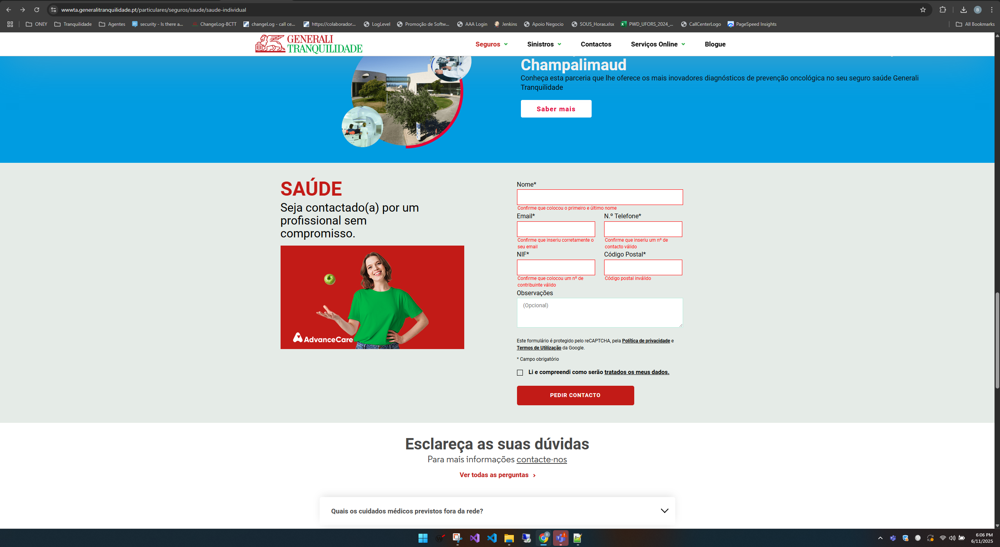 wwwta.generalitranquilidade.pt/particulares/seguros/saude/saude-individual
B
ONEY
Tranquilidade
Agentes
security - Is there a...
ChangeLog-BCTT
changeLog - call ce...
https://colaborador...
LogLevel
Promoção de Softw...
AAA Login
Jenkins
Apoio Negocio
SOUS_Horas.xlsx
PWD_UFORS_2024_...
CallCenterLogo
PageSpeed Insights
All Bookmarks
GENERALI
TRANQUILIDADE
Seguros
Sinistros
Contactos
Serviços Online
Blogue
Champalimaud
Conheça esta parceria que lhe oferece os mais inovadores diagnósticos de prevenção oncológica no seu seguro saúde Generali
Tranquilidade
Saber mais
SAÚDE
Seja contactado(a) por um
profissional sem
compromisso.
AdvanceCare
Nome*
Confirme que colocou o primeiro e último nome
Email*
N.º Telefone*
Confirme que inseriu corretamente o
seu email
Confirme que inseriu um nº de
contacto válido
NIF*
Código Postal*
Confirme que colocou um nº de
contribuinte válido
Código postal inválido
Observações
(Opcional)
Este formulário é protegido pelo reCAPTCHA, pela Política de privacidade e
Termos de Utilização da Google.
* Campo obrigatório
Li e compreendi como serão tratados os meus dados.
PEDIR CONTACTO
Esclareça as suas dúvidas
Para mais informações contacte-nos
Ver todas as perguntas
Quais os cuidados médicos previstos fora da rede?
6:06 PM
6/11/2025